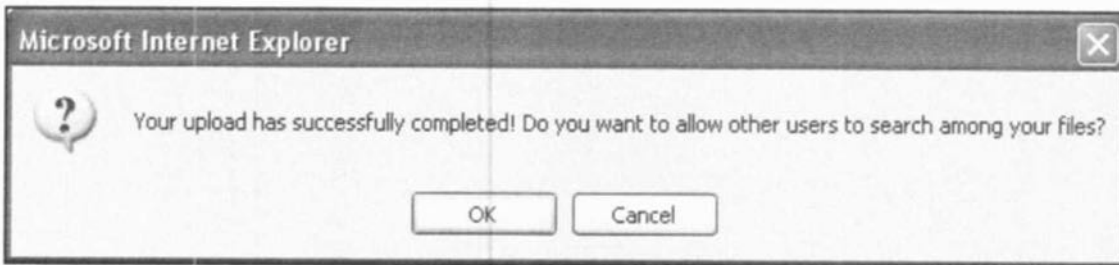 Microsoft Internet Explorer
?
Your upload has successfully completed! Do you want to allow other users to search among your files?
OK
Cancel